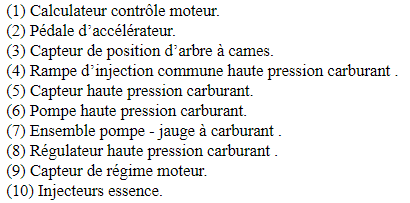 (1) Calculateur contrôle moteur.
(2) Pédale d’accélérateur.
(3) Capteur de position d’arbre à cames.
(4) Rampe d’injection commune haute pression carburant .
(5) Capteur haute pression carburant.
(6) Pompe haute pression carburant.
(7) Ensemble pompe - jauge à carburant .
(8) Régulateur haute pression carburant .
(9) Capteur de régime moteur.
(10) Injecteurs essence.